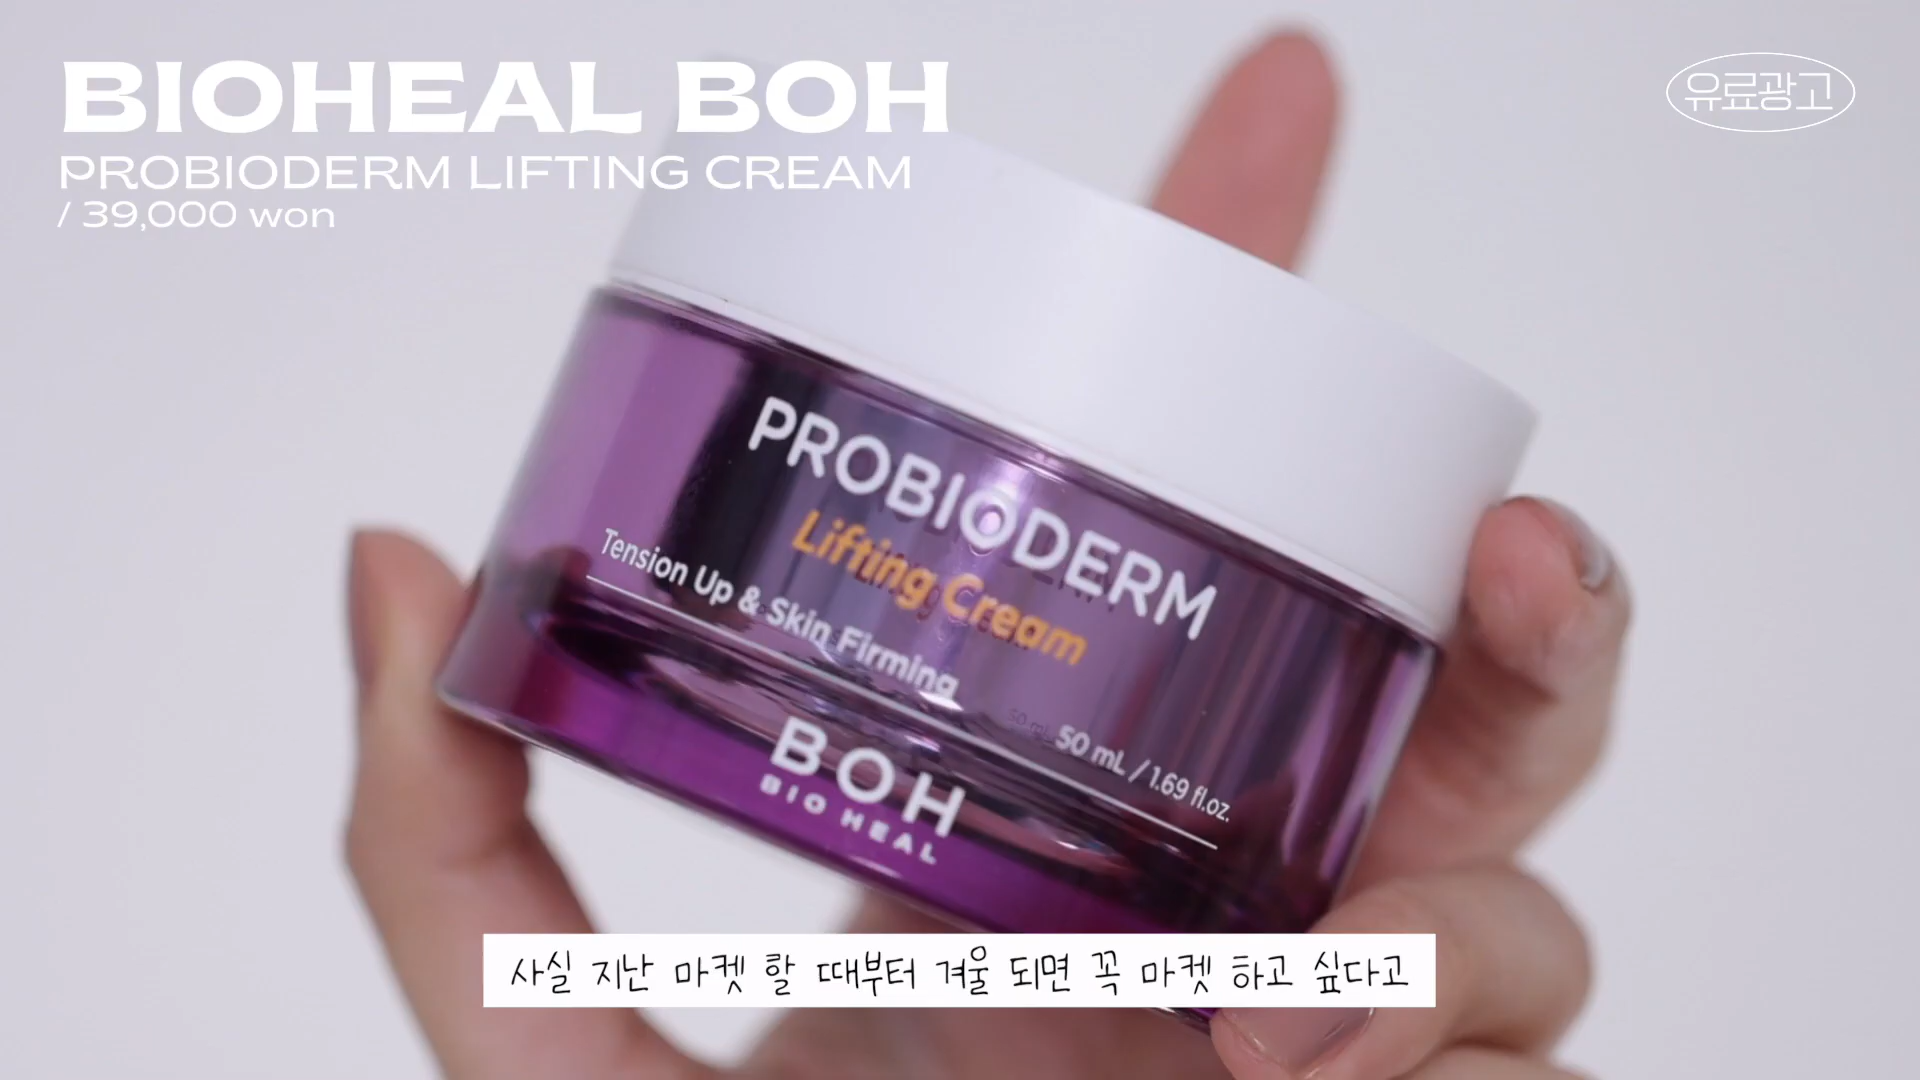 BIOHEAL BOH
PROBIODERM LIFTING CREAM
/ 39,000 won
유료광고
PROBIODERM
Lifting Cream
Tension Up & Skin Firming
50 mL / 1.69 fl.oz.
BOH
BIO HEAL
사실 지난 마켓 할 때부터 겨울 되면 꼭 마켓 하고 싶다고